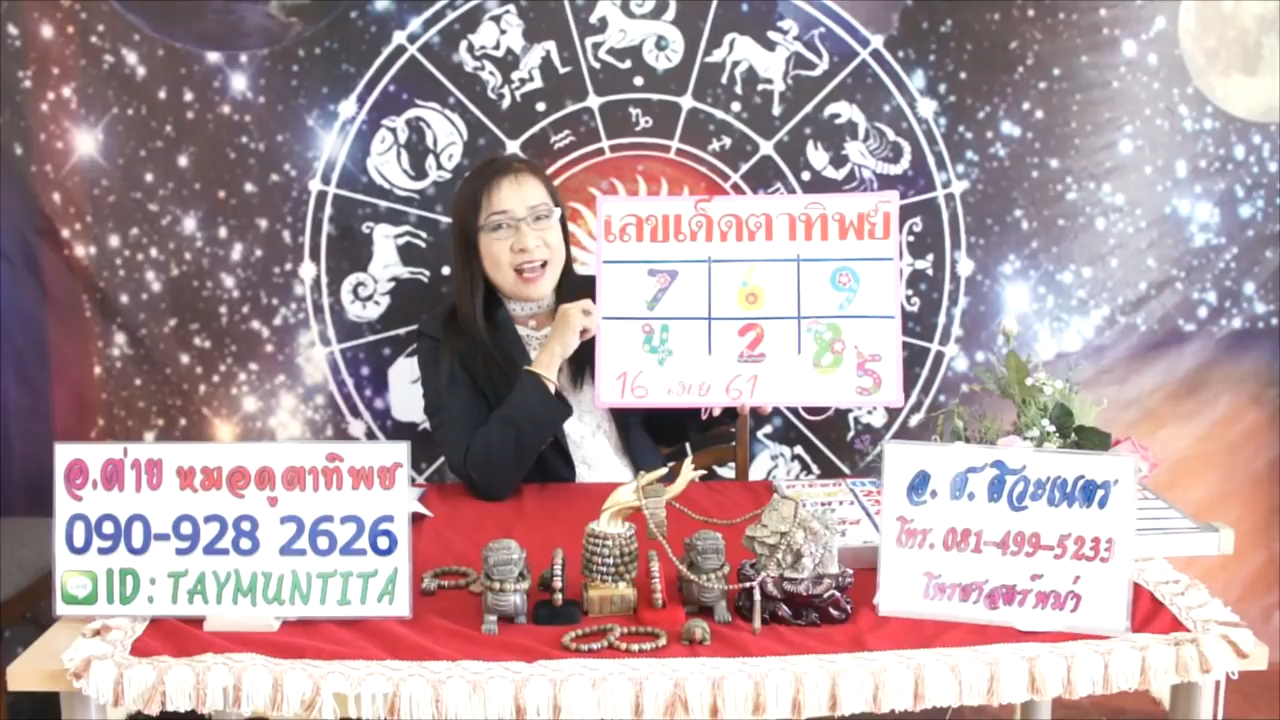 เลขเด็ดตาทิพย์
7 6 9
4 2 8 5
16 เมย 61
อ.ต่าย หมอดูตาทิพย์
090-928 2626
LINE ID: TAYMUNTITA
อ. ศ. ศิวะเนตร
โทร. 081-499-5233
โหราศาสตร์พม่า